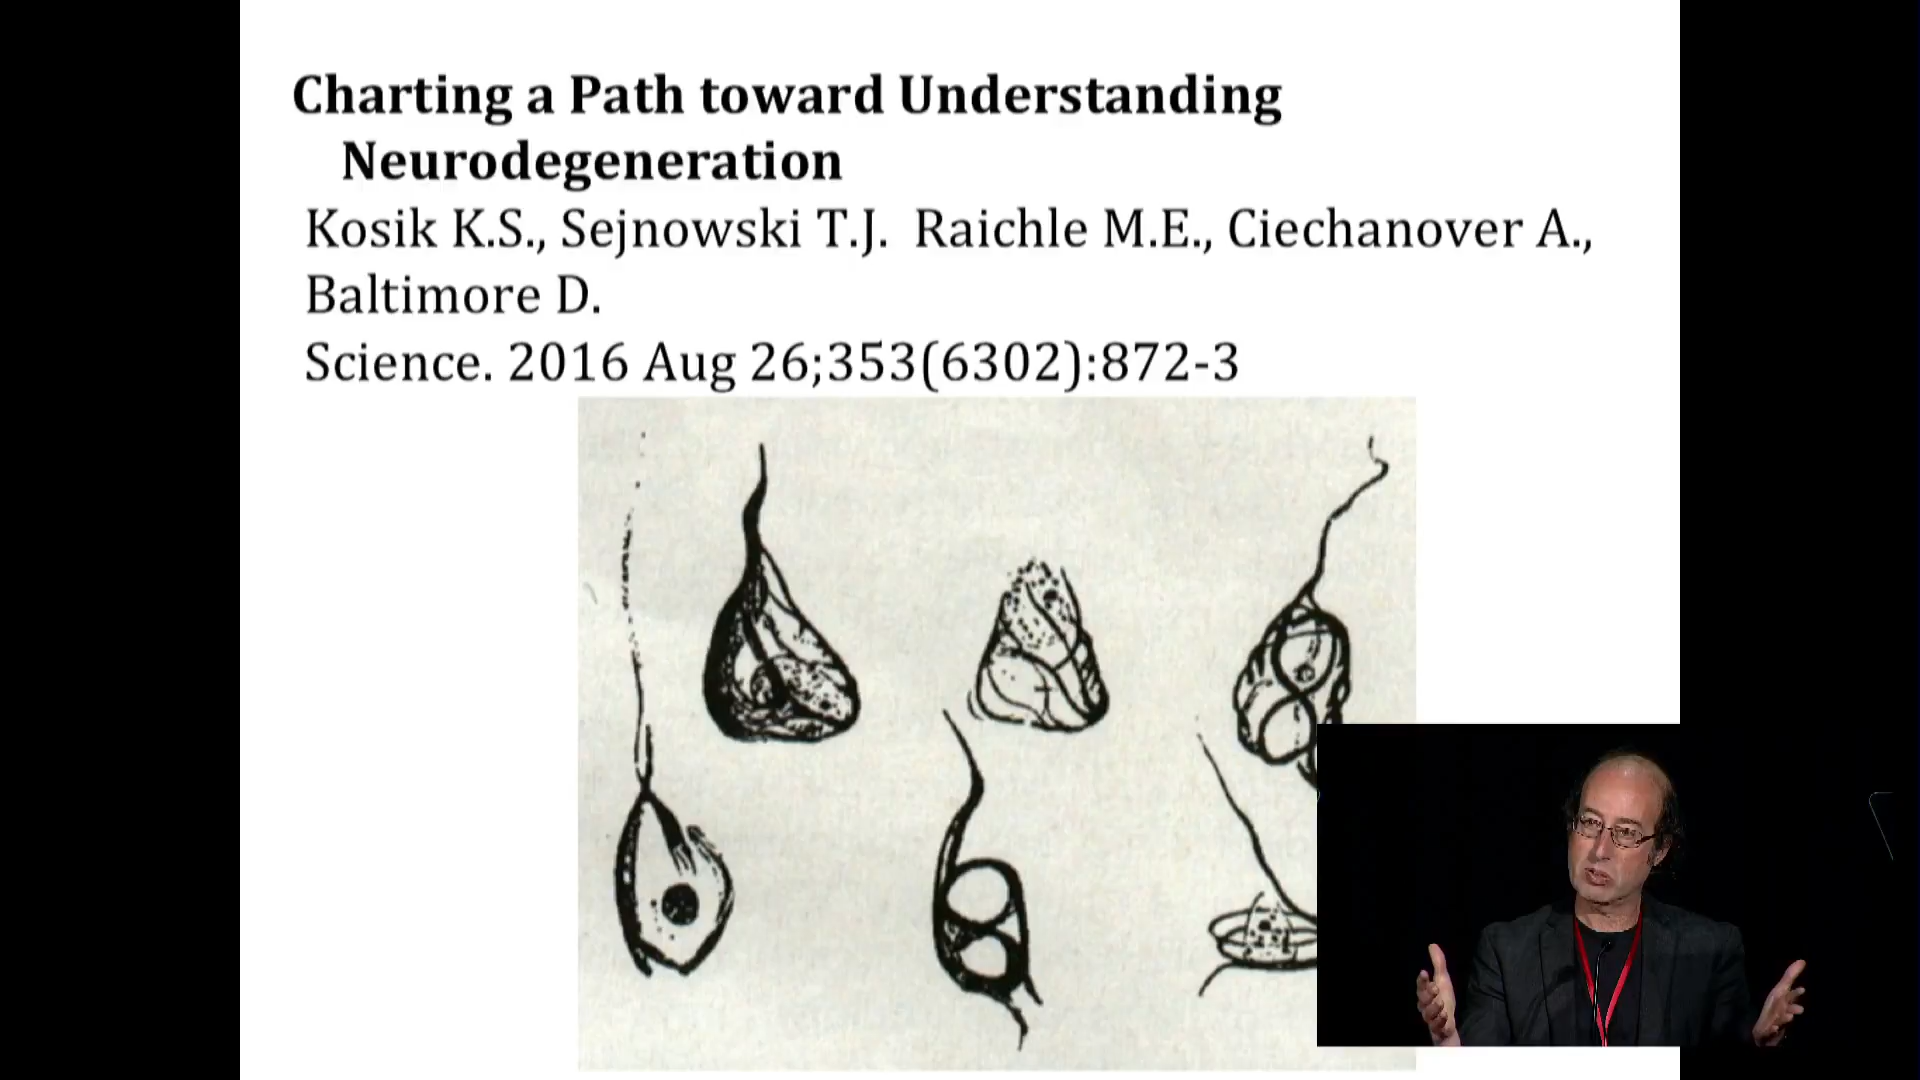 Charting a Path toward Understanding
Neurodegeneration
Kosik K.S., Sejnowski T.J. Raichle M.E., Ciechanover A.,
Baltimore D.
Science. 2016 Aug 26;353(6302):872-3